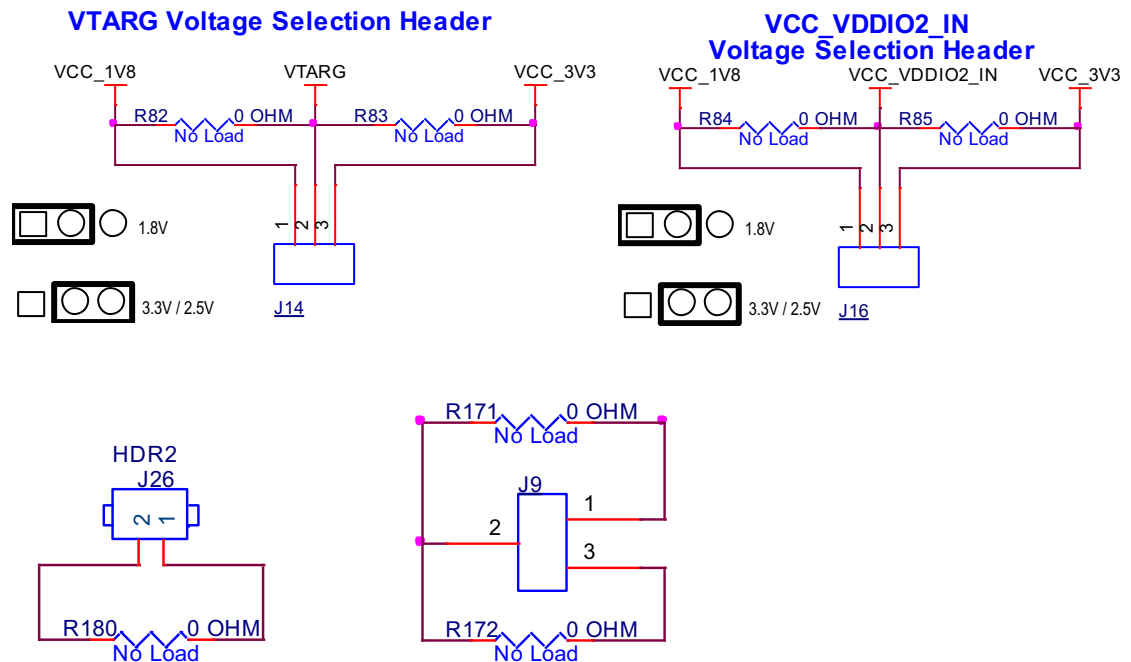 VTARG Voltage Selection Header
VCC_VDDIO2_IN
Voltage Selection Header
VCC_1V8
VTARG
VCC_3V3
VCC_1V8
VCC_VDDIO2_IN
VCC_3V3
R82
0 OHM
No Load
R83
0 OHM
No Load
R84
0 OHM
No Load
R85
0 OHM
No Load
1
2
3
1
2
3
1.8V
1.8V
3.3V / 2.5V
J14
3.3V / 2.5V
J16
R171
0 OHM
No Load
HDR2
J26
2
1
J9
1
2
3
R180
0 OHM
No Load
R172
0 OHM
No Load